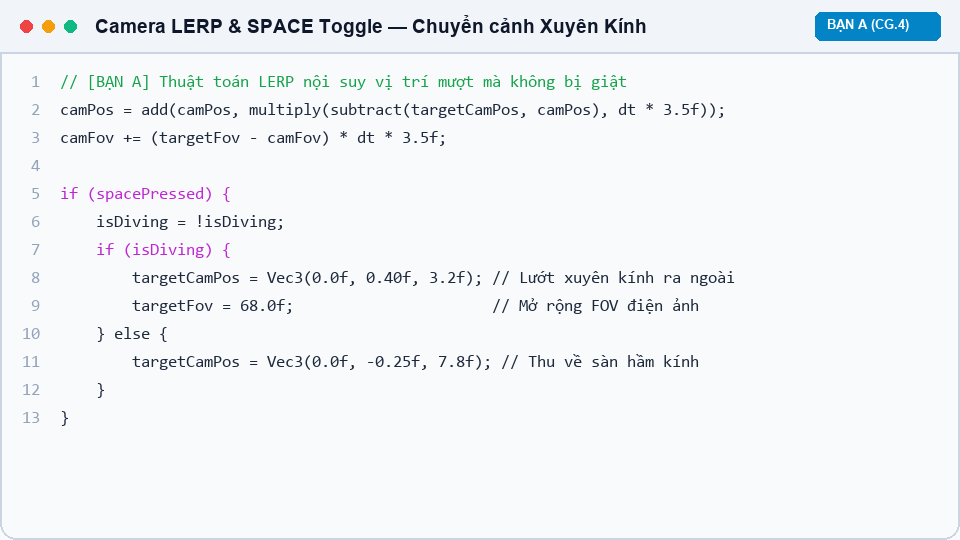 Camera LERP & SPACE Toggle — Chuyển cảnh Xuyên Kính
BẠN A (CG.4)
1 // [BẠN A] Thuật toán LERP nội suy vị trí mượt mà không bị giật
2 camPos = add(camPos, multiply(subtract(targetCamPos, camPos), dt * 3.5f));
3 camFov += (targetFov - camFov) * dt * 3.5f;
4
5 if (spacePressed) {
6     isDiving = !isDiving;
7     if (isDiving) {
8         targetCamPos = Vec3(0.0f, 0.40f, 3.2f); // Lướt xuyên kính ra ngoài
9         targetFov = 68.0f;                      // Mở rộng FOV điện ảnh
10     } else {
11         targetCamPos = Vec3(0.0f, -0.25f, 7.8f); // Thu về sàn hầm kính
12     }
13 }